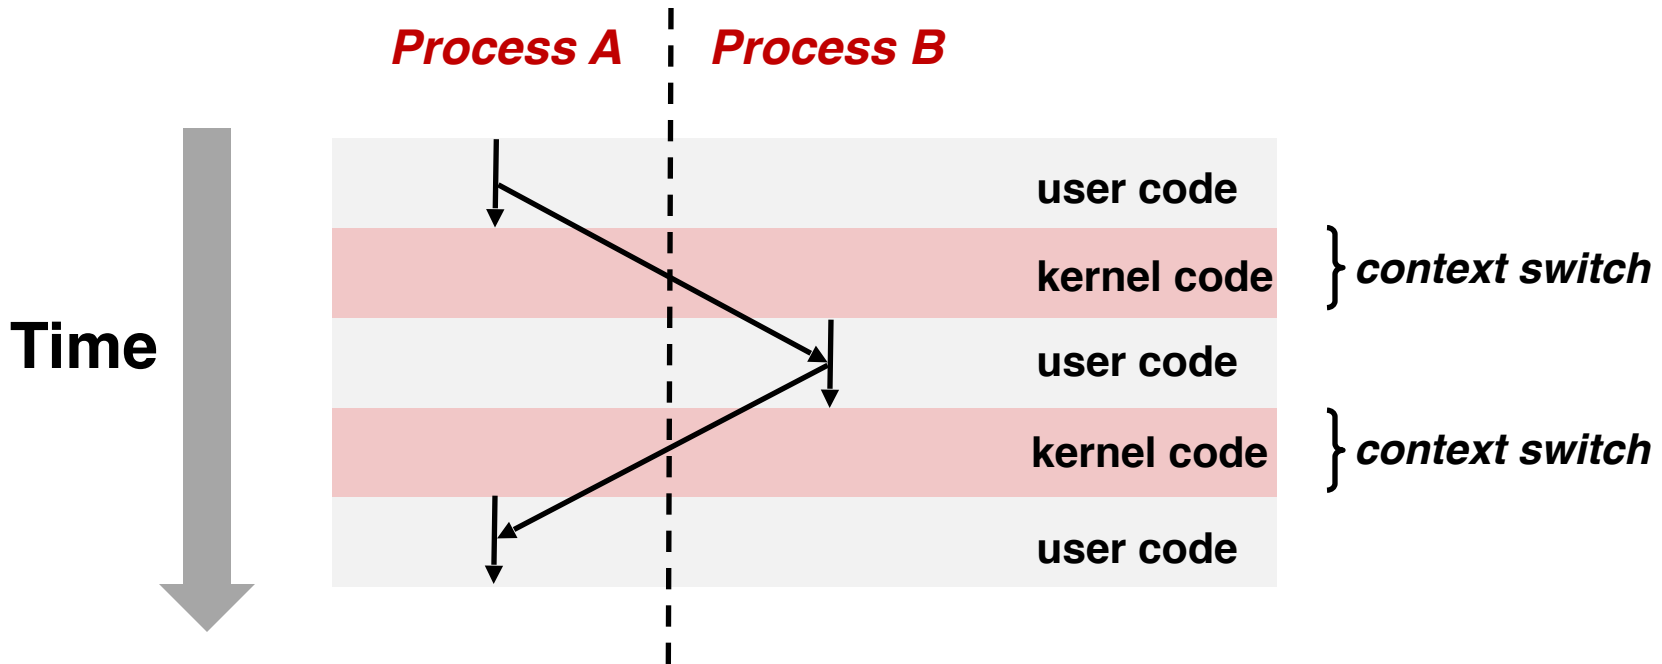 Process A
Process B
user code
kernel code
context switch
Time
user code
kernel code
context switch
user code